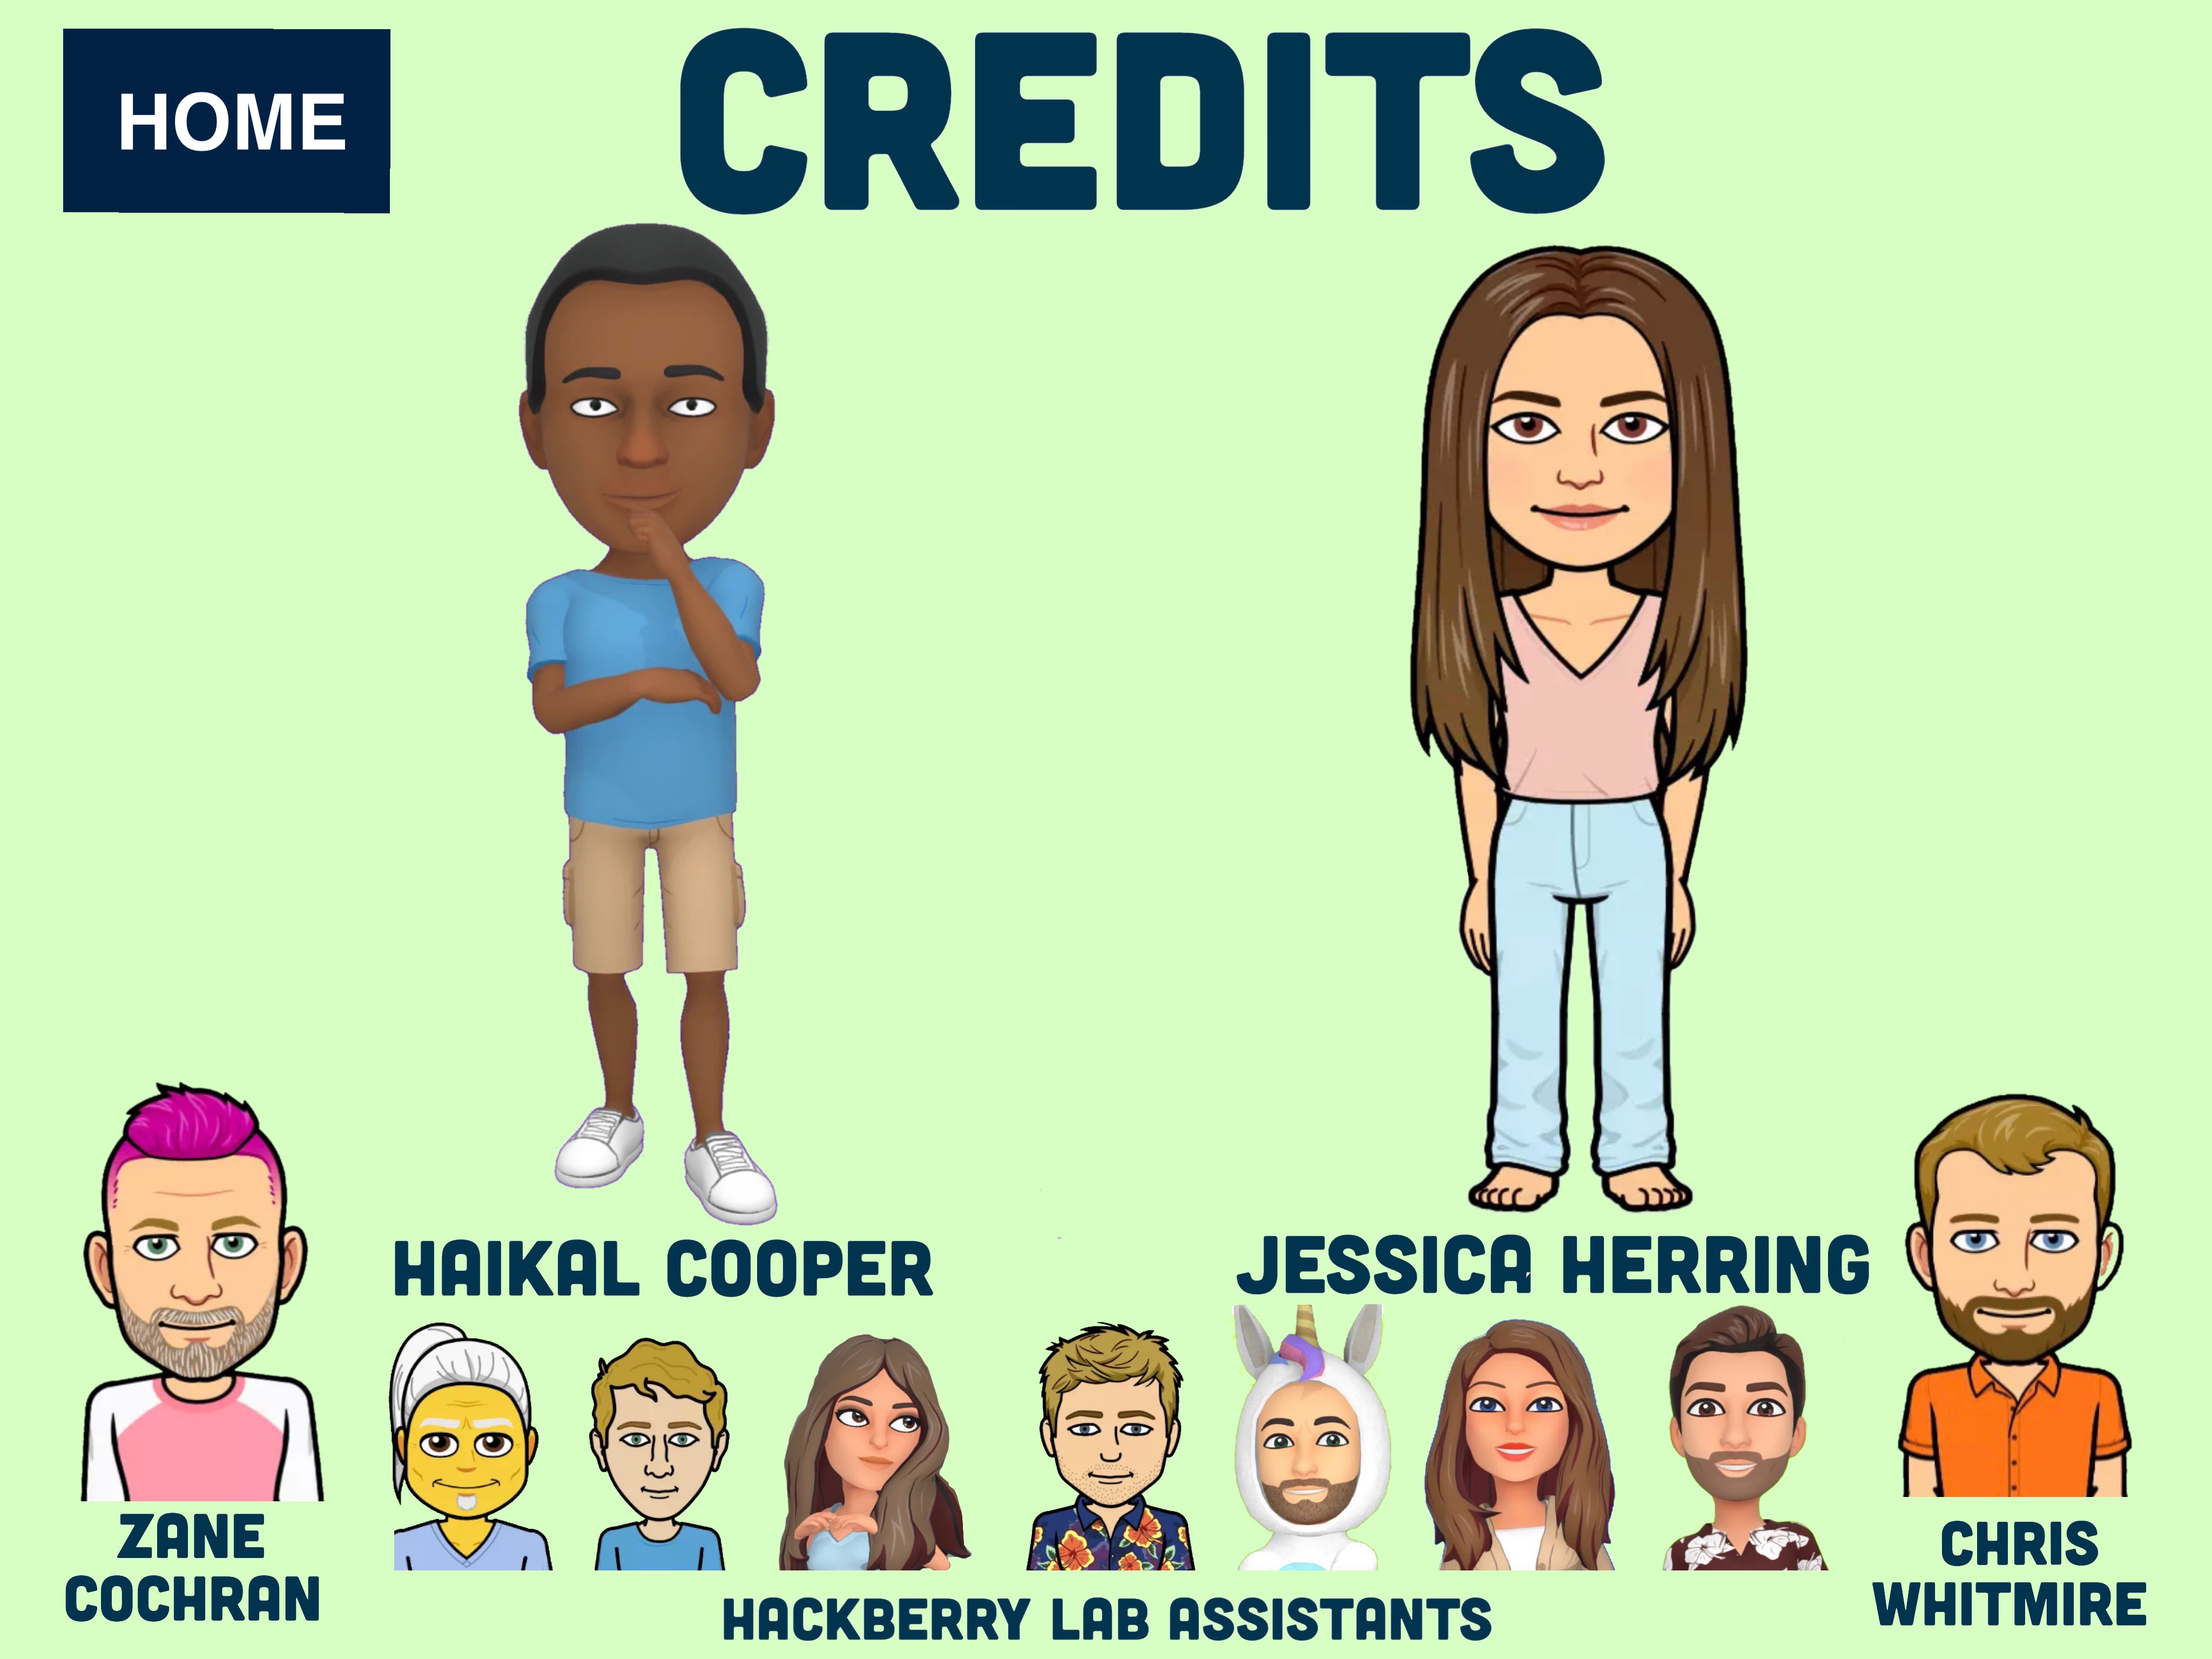 HOME
CREDITS
HAIKAL COOPER
JESSICA HERRING
ZANE
COCHRAN
CHRIS
WHITMIRE
HACKBERRY LAB ASSISTANTS